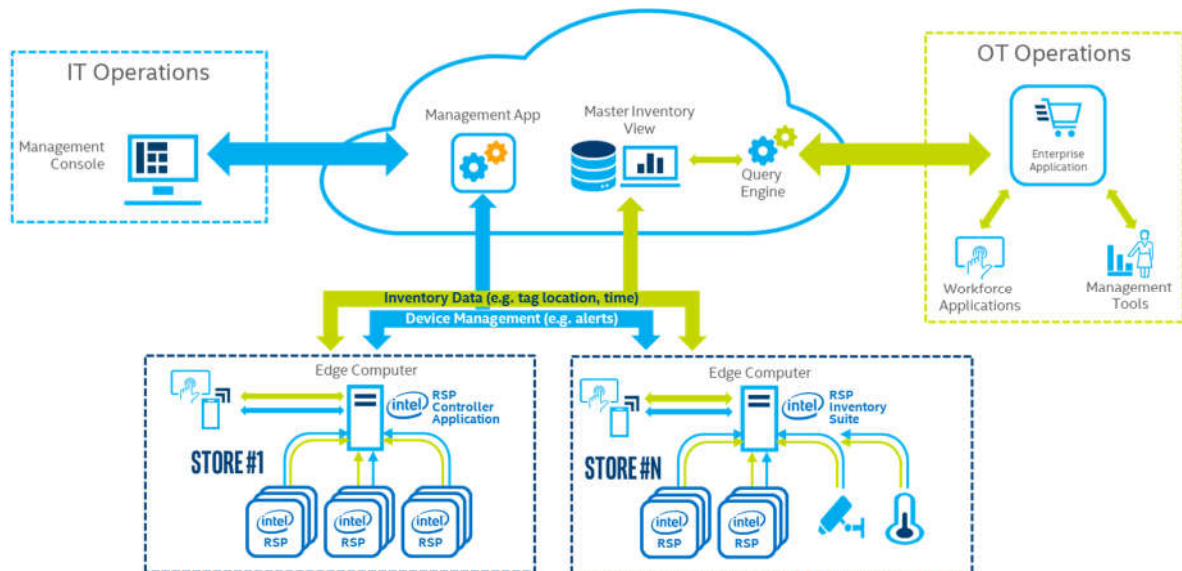 IT Operations
Management
Console
Management App
Master Inventory
View
Query
Engine
OT Operations
Enterprise
Application
Workforce
Applications
Management
Tools
Inventory Data (e.g. tag location, time)
Device Management (e.g. alerts)
Edge Computer
intel
RSP
Controller
Application
STORE #1
intel
RSP
intel
RSP
intel
RSP
Edge Computer
intel
RSP
Inventory
Suite
STORE #N
intel
RSP
intel
RSP